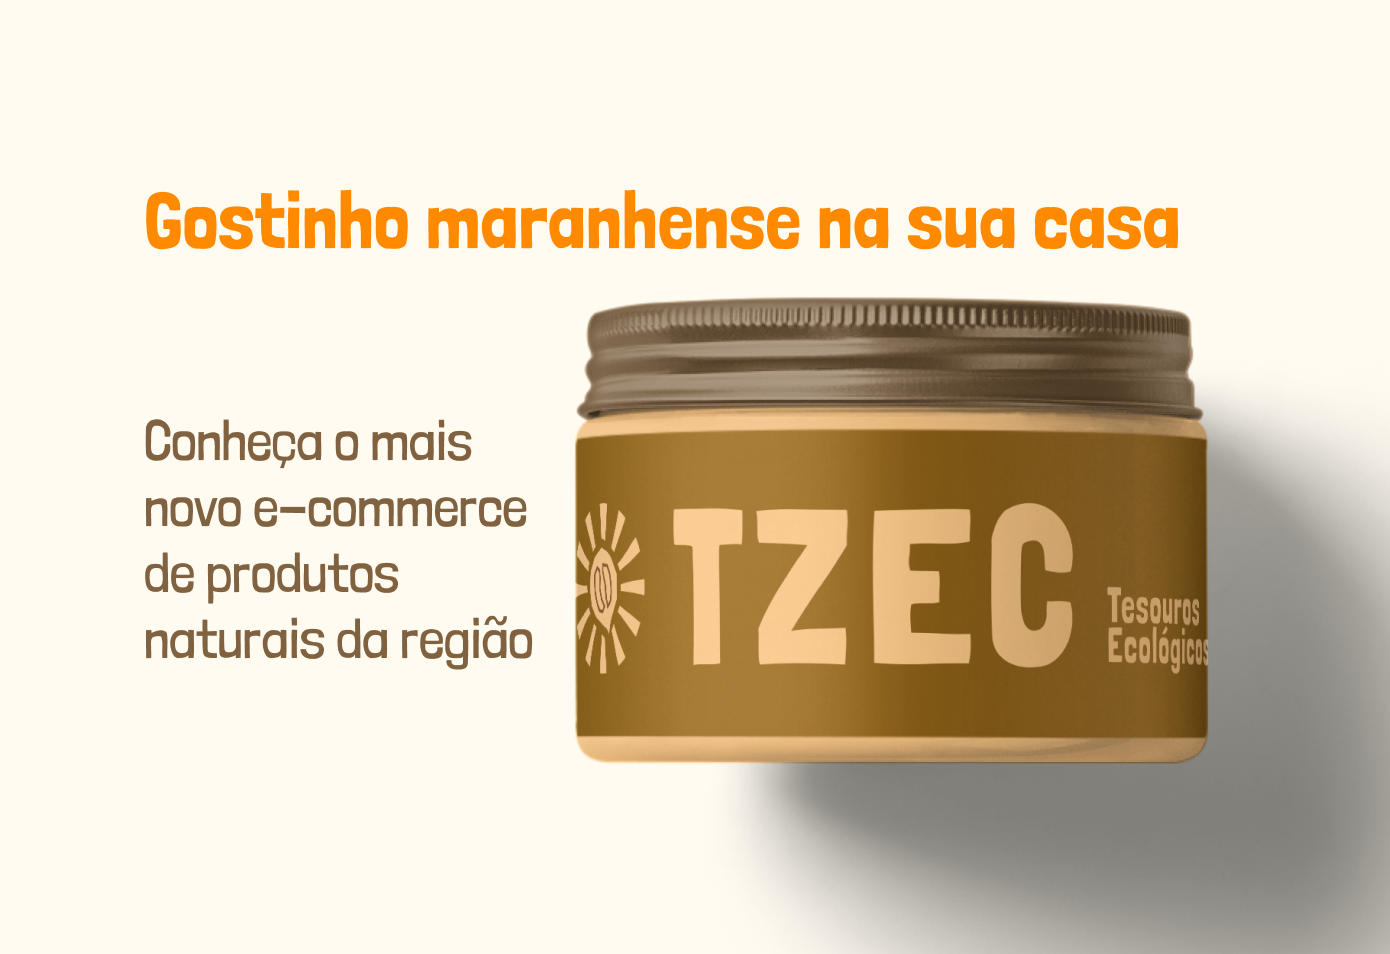 Gostinho maranhense na sua casa
Conheça o mais
novo e-commerce
de produtos
naturais da região
TZEC
Tesouros
Ecológicos